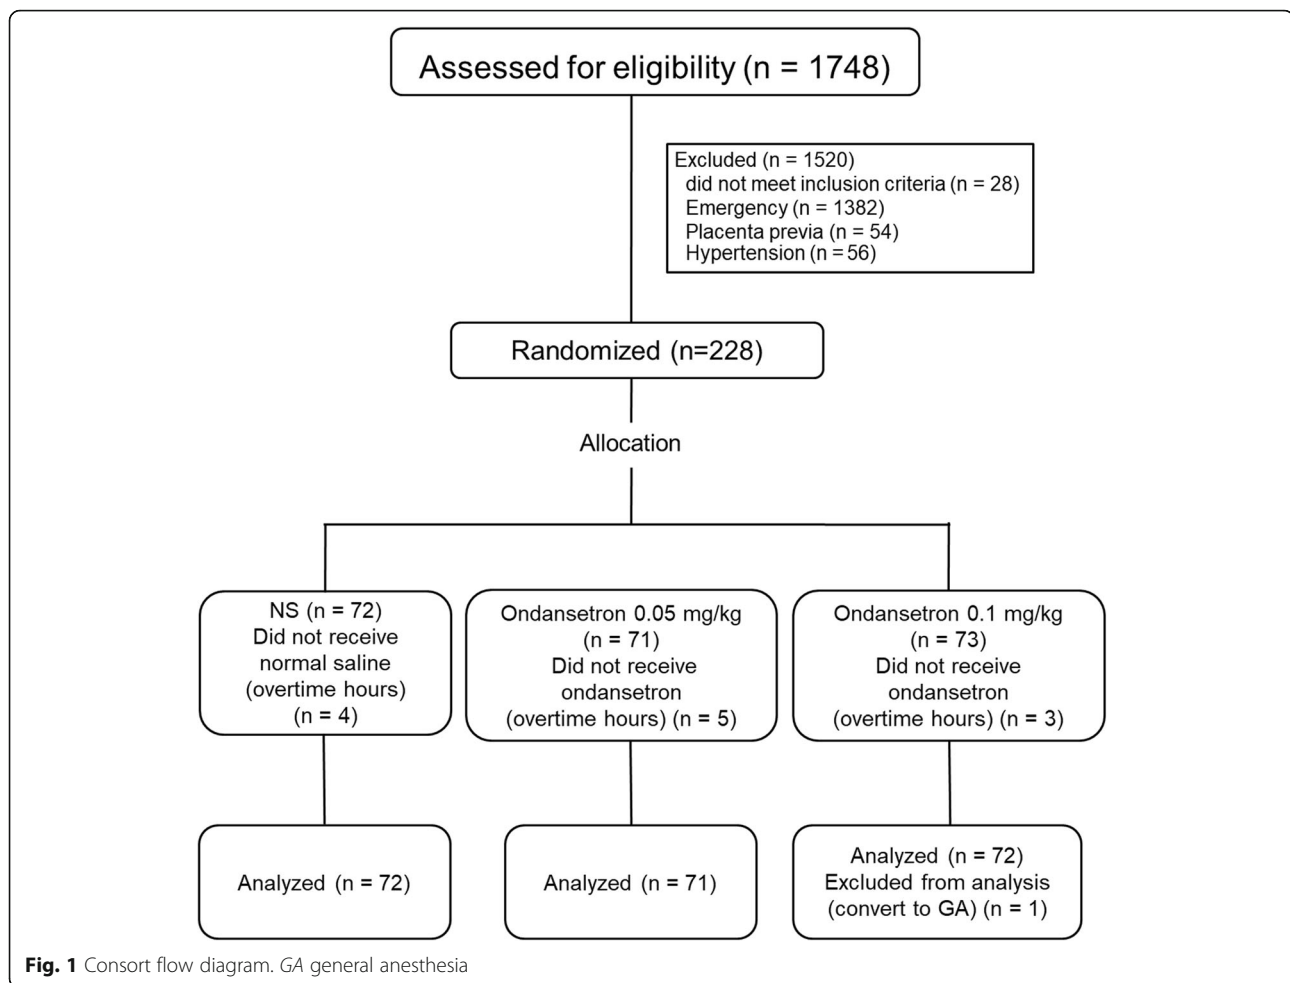 Assessed for eligibility (n = 1748)
Excluded (n = 1520)
did not meet inclusion criteria (n = 28)
Emergency (n = 1382)
Placenta previa (n = 54)
Hypertension (n = 56)
Randomized (n=228)
Allocation
NS (n = 72)
Did not receive
normal saline
(overtime hours)
(n = 4)
Ondansetron 0.05 mg/kg
(n = 71)
Did not receive
ondansetron
(overtime hours) (n = 5)
Ondansetron 0.1 mg/kg
(n = 73)
Did not receive
ondansetron
(overtime hours) (n = 3)
Analyzed (n = 72)
Analyzed (n = 71)
Analyzed (n = 72)
Excluded from analysis
(convert to GA) (n = 1)
Fig. 1 Consort flow diagram. GA general anesthesia